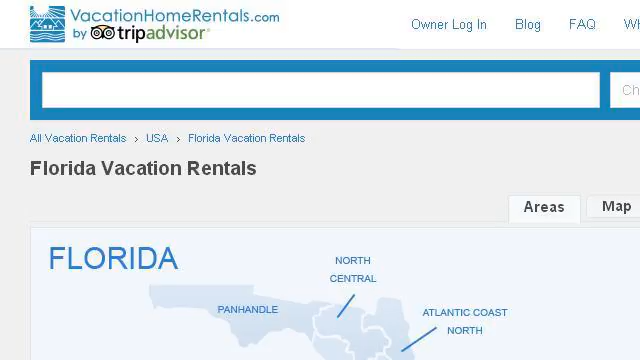 VacationHomeRentals.com
by tripadvisor
Owner Log In Blog FAQ
All Vacation Rentals › USA › Florida Vacation Rentals
Florida Vacation Rentals
Areas Map
FLORIDA
NORTH
CENTRAL
PANHANDLE
ATLANTIC COAST
NORTH